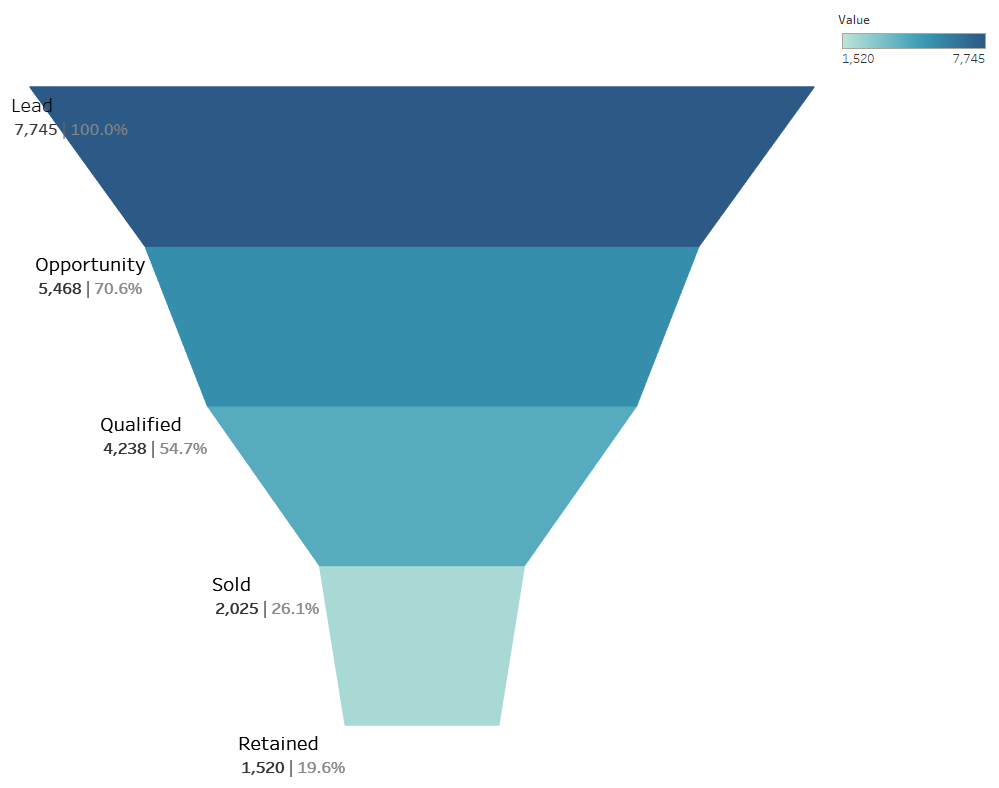 Value
1,520 7,745
Lead
7,745 | 100.0%
Opportunity
5,468 | 70.6%
Qualified
4,238 | 54.7%
Sold
2,025 | 26.1%
Retained
1,520 | 19.6%